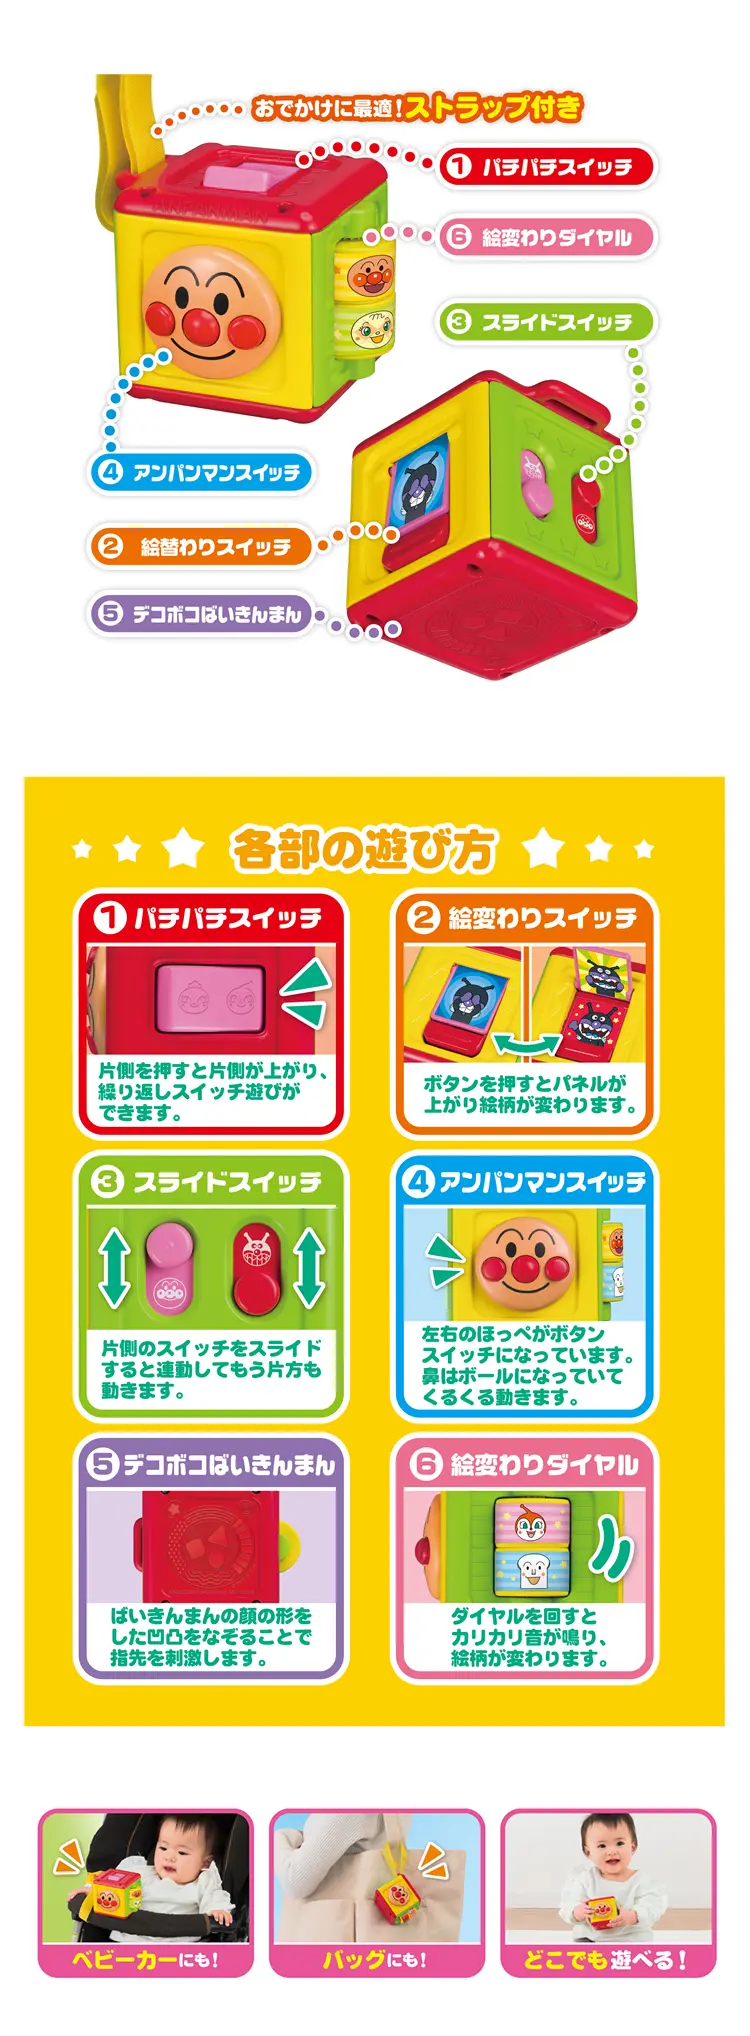 おでかけに最適!ストラップ付き
① パチパチスイッチ
ANPANMAN
⑥ 絵変わりダイヤル
③ スライドスイッチ
④ アンパンマンスイッチ
② 絵替わりスイッチ
⑤ デコボコばいきんまん
各部の遊び方
① パチパチスイッチ
片側を押すと片側が上がり、
繰り返しスイッチ遊びが
できます。
② 絵変わりスイッチ
ボタンを押すとパネルが
上がり絵柄が変わります。
③ スライドスイッチ
片側のスイッチをスライド
すると連動してもう片方も
動きます。
④ アンパンマンスイッチ
左右のほっぺがボタン
スイッチになっています。
鼻はボールになっていて
くるくる動きます。
⑤ デコボコばいきんまん
ばいきんまんの顔の形を
した凹凸をなぞることで
指先を刺激します。
⑥ 絵変わりダイヤル
ダイヤルを回すと
カリカリ音が鳴り、
絵柄が変わります。
ベビーカーにも!
バッグにも!
どこでも遊べる!